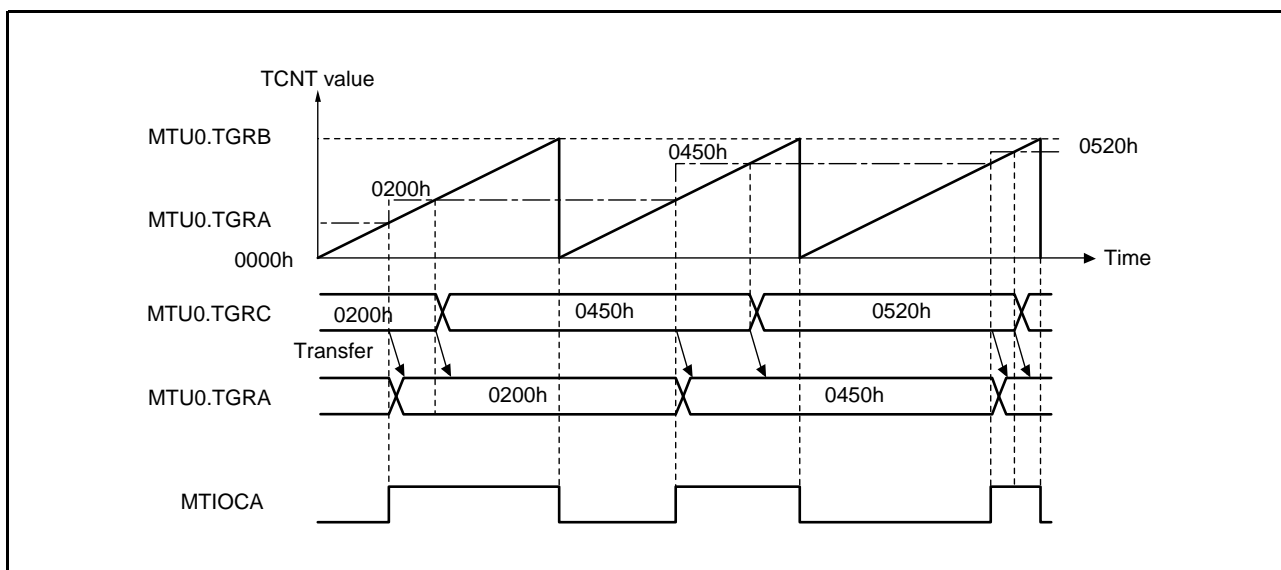 TCNT value
MTU0.TGRB
0520h
0450h
0200h
MTU0.TGRA
0000h
Time
MTU0.TGRC
0200h
0450h
0520h
Transfer
MTU0.TGRA
0200h
0450h
MTIOCA